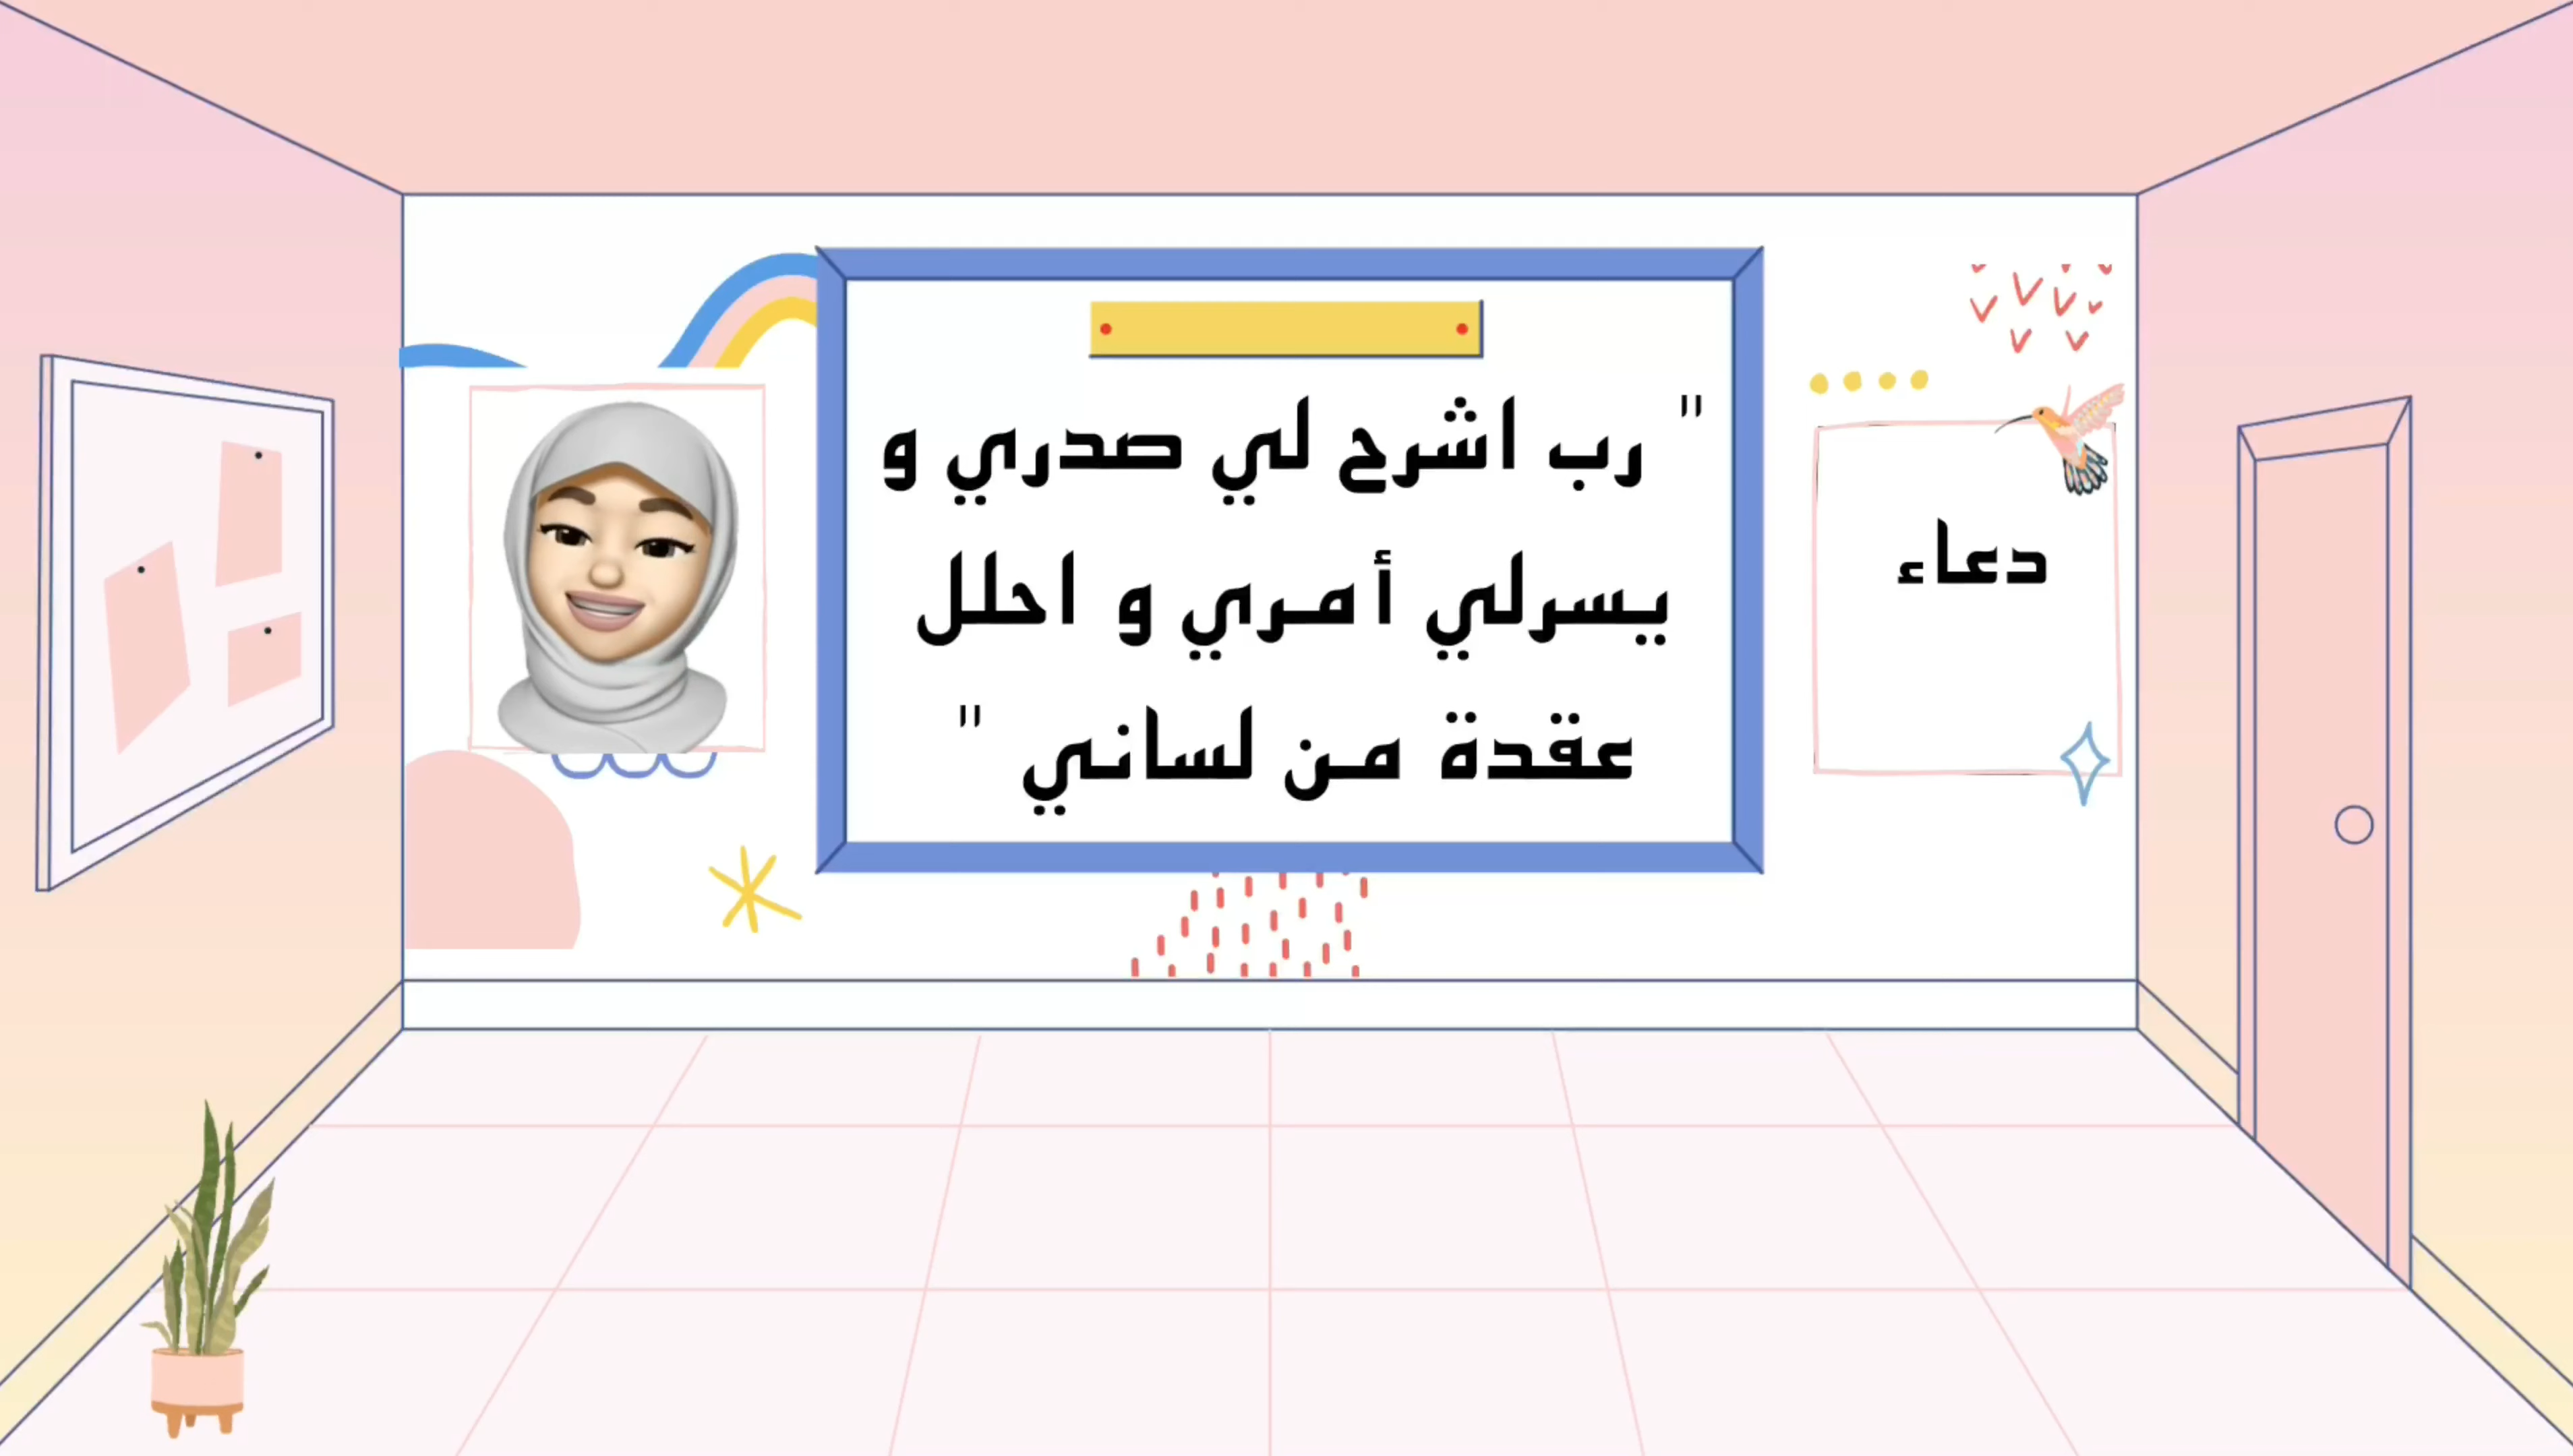 دعاء
" رب اشرح لي صدري و
يسرلي أمري و احلل
عقدة من لساني "